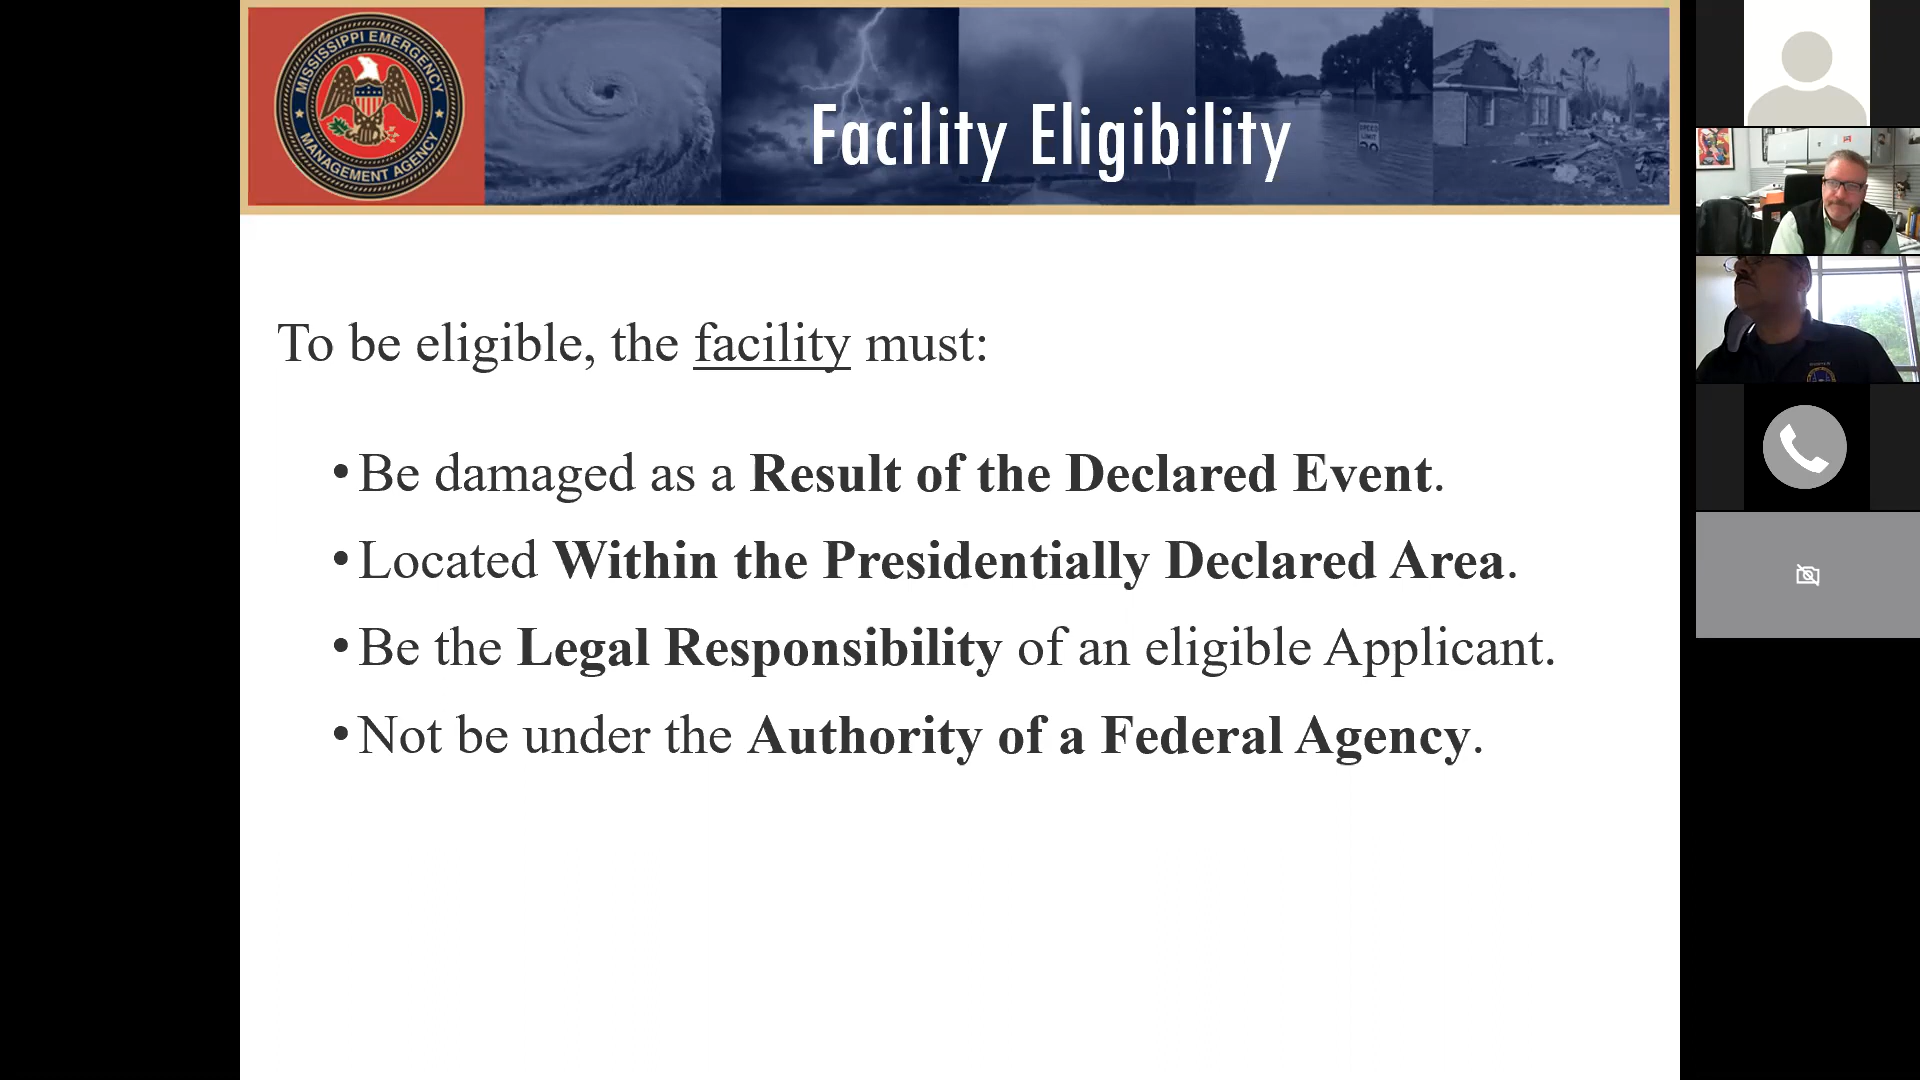 MISSISSIPPI EMERGENCY
MANAGEMENT AGENCY
Facility Eligibility
SPEED
LIMIT
To be eligible, the facility must:
•Be damaged as a Result of the Declared Event.
•Located Within the Presidentially Declared Area.
•Be the Legal Responsibility of an eligible Applicant.
•Not be under the Authority of a Federal Agency.